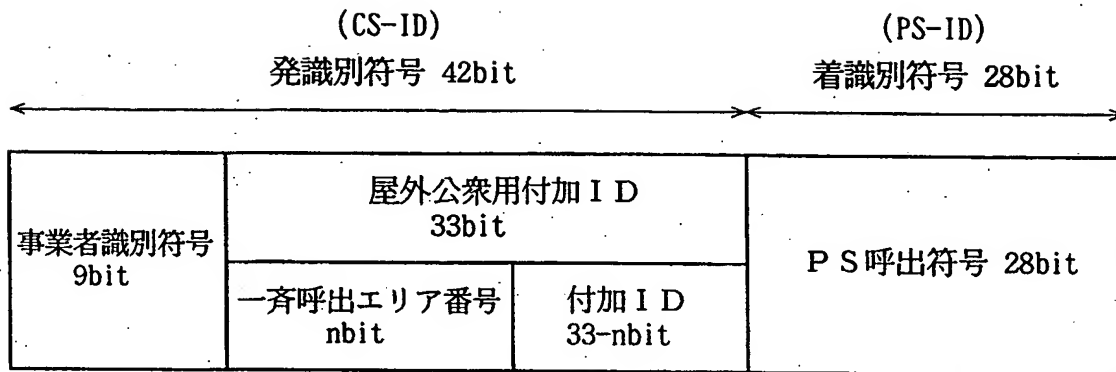 (CS-ID)
発識別符号 42bit
(PS-ID)
着識別符号 28bit
事業者識別符号
9bit
屋外公衆用付加ＩＤ
33bit
一斉呼出エリア番号
nbit
付加ＩＤ
33-nbit
ＰＳ呼出符号 28bit